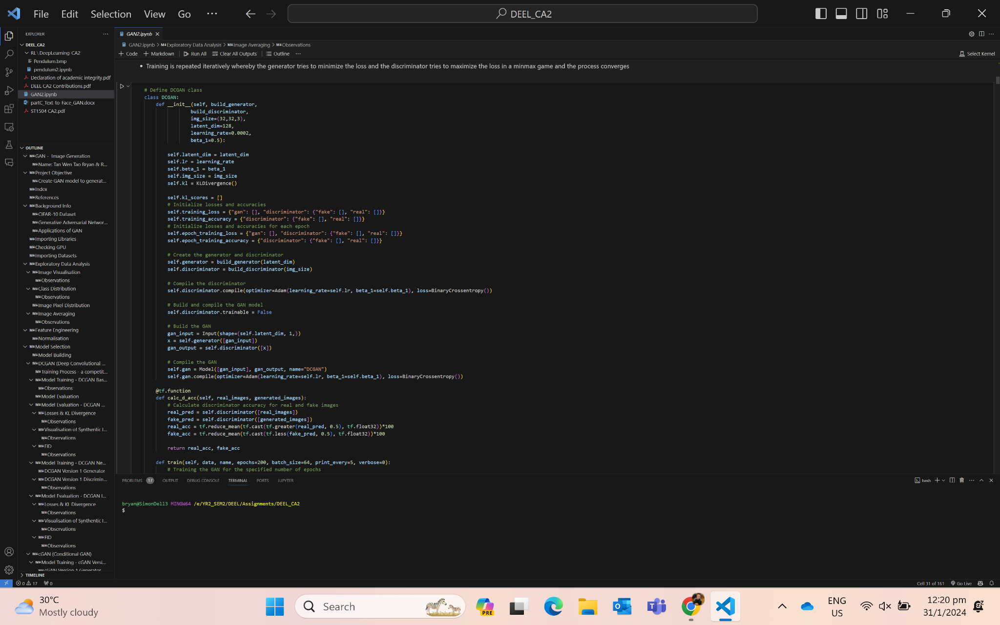 File Edit Selection View Go ··· DEEL_CA2
EXPLORER
DEEL_CA2
RL\DeepLearning-CA2
Pendulum.bmp
pendulum2.ipynb
Declaration of academic integrity.pdf
DEEL CA2 Contributions.pdf
GAN2.ipynb
partC_Text-to-Face_GAN.docx
ST1504 CA2.pdf
OUTLINE
M↓GAN - Image Generation
M↓Name: Tan Wen Tao Bryan & R...
M↓Project Objective
M↓Create GAN model to generat...
M↓Index
M↓References
M↓Background Info
M↓CIFAR-10 Dataset
M↓Generative Adversarial Networ...
M↓Applications of GAN
M↓Importing Libraries
M↓Checking GPU
M↓Importing Datasets
M↓Exploratory Data Analysis
M↓Image Visualisation
M↓Observations
M↓Class Distribution
M↓Observations
M↓Image Pixel Distribution
M↓Image Averaging
M↓Observations
M↓Feature Engineering
M↓Normalisation
M↓Model Selection
M↓Model Building
M↓DCGAN (Deep Convolutional ...
M↓Training Process - a competit...
M↓Model Training - DCGAN Bas...
M↓Observations
M↓Model Evaluation
M↓Model Evaluation - DCGAN ...
M↓Losses & KL Divergence
M↓Observations
M↓Visualisation of Synthetic I...
M↓Observations
M↓FID
M↓Observations
M↓Model Training - DCGAN Ne...
M↓DCGAN Version 1 Generator
M↓DCGAN Version 1 Discrimin...
M↓Observations
M↓Model Evaluation - DCGAN I...
M↓Losses & KL Divergence
M↓Observations
M↓Visualisation of Synthetic I...
M↓Observations
M↓FID
M↓Observations
M↓cGAN (Conditional GAN)
M↓Model Training - cGAN Versi...
M↓cGAN Version 1 Generator
TIMELINE
GAN2.ipynb
GAN2.ipynb > M↓Exploratory Data Analysis > M↓Image Averaging > M↓Observations
+ Code + Markdown Run All Clear All Outputs Outline ··· Select Kernel
• Training is repeated iteratively whereby the generator tries to minimize the loss and the discriminator tries to maximize the loss in a minmax game and the process converges
# Define DCGAN class
class DCGAN:
def __init__(self, build_generator,
build_discriminator,
img_size=(32,32,3),
latent_dim=128,
learning_rate=0.0002,
beta_1=0.5):
self.latent_dim = latent_dim
self.lr = learning_rate
self.beta_1 = beta_1
self.img_size = img_size
self.kl = KLDivergence()
self.kl_scores = []
# Initialize losses and accuracies
self.training_loss = {"gan": [], "discriminator": {"fake": [], "real": []}}
self.training_accuracy = {"discriminator": {"fake": [], "real": []}}
# Initialize losses and accuracies for each epoch
self.epoch_training_loss = {"gan": [], "discriminator": {"fake": [], "real": []}}
self.epoch_training_accuracy = {"discriminator": {"fake": [], "real": []}}
# Create the generator and discriminator
self.generator = build_generator(latent_dim)
self.discriminator = build_discriminator(img_size)
# Compile the discriminator
self.discriminator.compile(optimizer=Adam(learning_rate=self.lr, beta_1=self.beta_1), loss=BinaryCrossentropy())
# Build and compile the GAN model
self.discriminator.trainable = False
# Build the GAN
gan_input = Input(shape=(self.latent_dim, 1,))
x = self.generator([gan_input])
gan_output = self.discriminator([x])
# Compile the GAN
self.gan = Model([gan_input], gan_output, name="DCGAN")
self.gan.compile(optimizer=Adam(learning_rate=self.lr, beta_1=self.beta_1), loss=BinaryCrossentropy())
@tf.function
def calc_d_acc(self, real_images, generated_images):
# Calculate discriminator accuracy for real and fake images
real_pred = self.discriminator([real_images])
fake_pred = self.discriminator([generated_images])
real_acc = tf.reduce_mean(tf.cast(tf.greater(real_pred, 0.5), tf.float32))*100
fake_acc = tf.reduce_mean(tf.cast(tf.less(fake_pred, 0.5), tf.float32))*100
return real_acc, fake_acc
def train(self, data, name, epochs=200, batch_size=64, print_every=5, verbose=0):
# Training the GAN for the specified number of epochs
PROBLEMS 17 OUTPUT DEBUG CONSOLE TERMINAL PORTS JUPYTER bash
bryan@SimonDell3 MINGW64 /e/YR2_SEM2/DEEL/Assignments/DEEL_CA2
$
0 17 0 Cell 31 of 161 Go Live
30°C
Mostly cloudy
Search
PRE
ENG
US
12:20 pm
31/1/2024